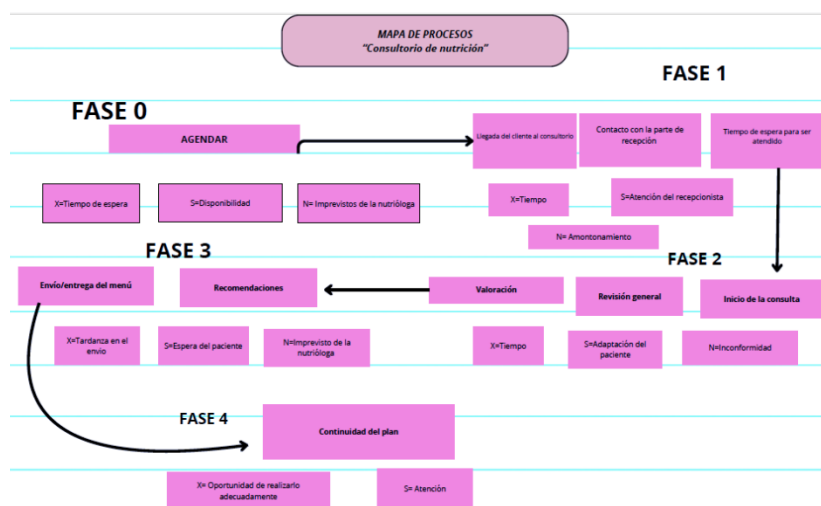 MAPA DE PROCESOS
“Consultorio de nutrición”
FASE 1
FASE 0
AGENDAR
Llegada del cliente al consultorio
Contacto con la parte de
recepción
Tiempo de espera para ser
atendido
X=Tiempo de espera
S=Disponibilidad
N= Imprevistos de la nutrióloga
X=Tiempo
S=Atención del recepcionista
N= Amontonamiento
FASE 3
FASE 2
Envío/entrega del menú
Recomendaciones
Valoración
Revisión general
Inicio de la consulta
X=Tardanza en el
envio
S=Espera del paciente
N=Imprevisto de la
nutrióloga
X=Tiempo
S=Adaptación del
paciente
N=Inconformidad
FASE 4
Continuidad del plan
X= Oportunidad de realizarlo
adecuadamente
S= Atención